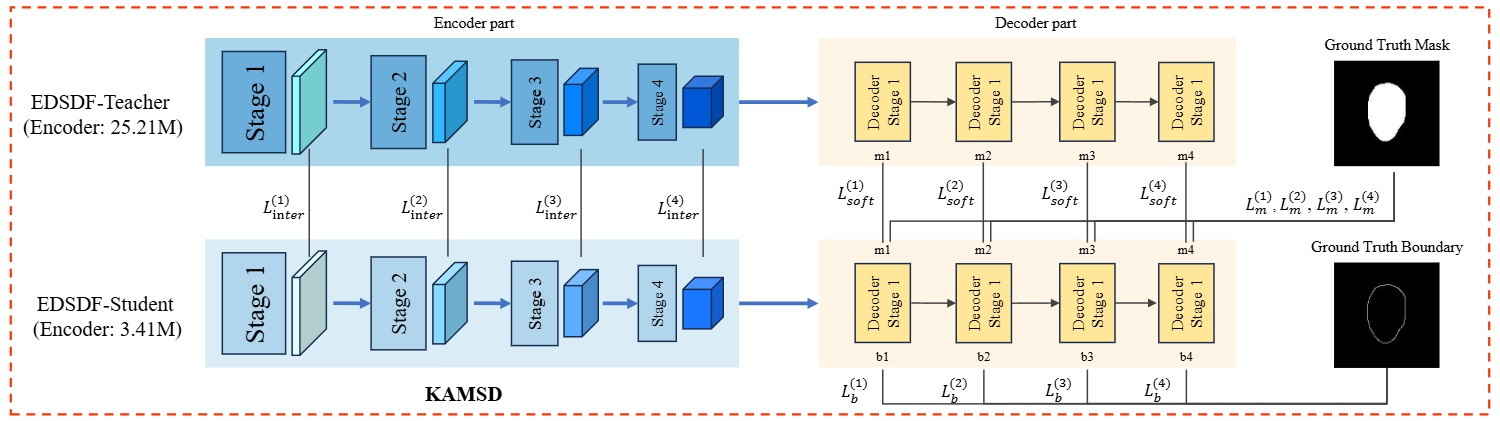 Encoder part
Decoder part
EDSDF-Teacher
(Encoder: 25.21M)
Stage 1
Stage 2
Stage 3
Stage 4
Decoder
Stage 1
Decoder
Stage 1
Decoder
Stage 1
Decoder
Stage 1
m1
m2
m3
m4
Ground Truth Mask
L_{inter}^{(1)}
L_{inter}^{(2)}
L_{inter}^{(3)}
L_{inter}^{(4)}
L_{soft}^{(1)}
L_{soft}^{(2)}
L_{soft}^{(3)}
L_{soft}^{(4)}
L_m^{(1)}, L_m^{(2)}, L_m^{(3)}, L_m^{(4)}
EDSDF-Student
(Encoder: 3.41M)
Stage 1
Stage 2
Stage 3
Stage 4
m1
m2
m3
m4
Decoder
Stage 1
Decoder
Stage 1
Decoder
Stage 1
Decoder
Stage 1
b1
b2
b3
b4
Ground Truth Boundary
L_b^{(1)}
L_b^{(2)}
L_b^{(3)}
L_b^{(4)}
KAMSD